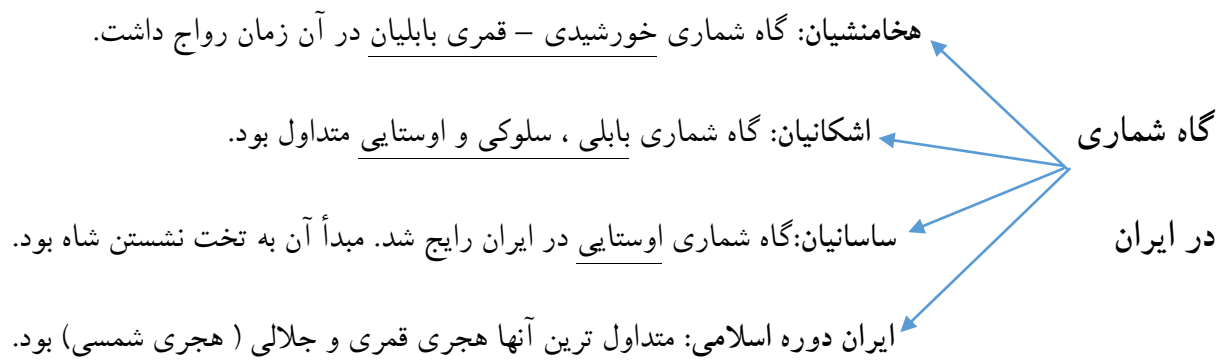 هخامنشیان: گاه شماری خورشیدی – قمری بابلیان در آن زمان رواج داشت.
گاه شماری
اشکانیان: گاه شماری بابلی ، سلوکی و اوستایی متداول بود.
در ایران
ساسانیان:گاه شماری اوستایی در ایران رایج شد. مبدأ آن به تخت نشستن شاه بود.
ایران دوره اسلامی: متداول ترین آنها هجری قمری و جلالی ( هجری شمسی) بود.